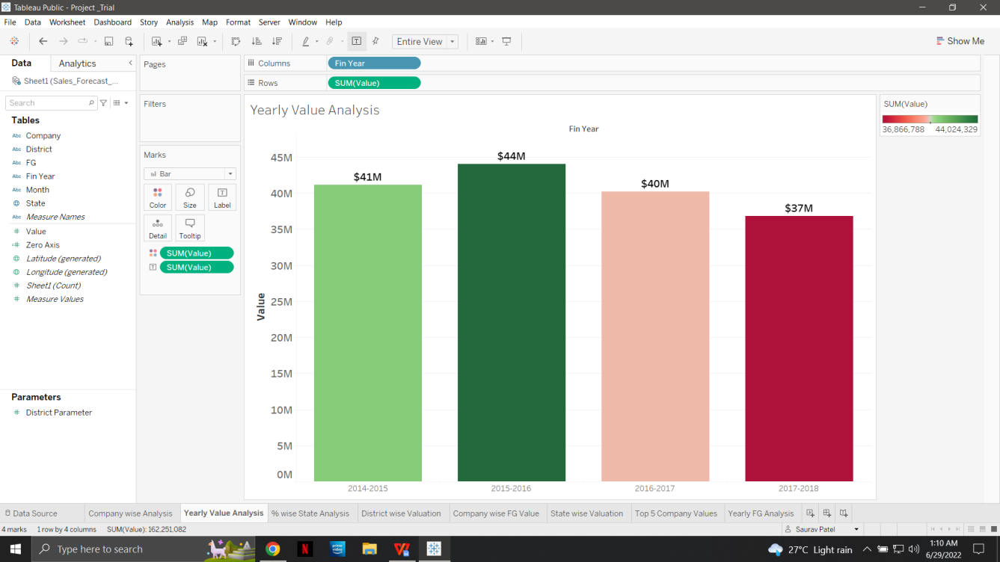 Tableau Public - Project _Trial
File Data Worksheet Dashboard Story Analysis Map Format Server Window Help
Entire View
Show Me
Data Analytics
Pages
Columns Fin Year
Sheet1 (Sales_Forecast_...
Rows SUM(Value)
Search
Filters
Yearly Value Analysis
SUM(Value)
36,866,788 44,024,329
Tables
Abc Company
Abc District
Abc FG
Abc Fin Year
Abc Month
State
Abc Measure Names
Value
Zero Axis
Latitude (generated)
Longitude (generated)
Sheet1 (Count)
Measure Values
Parameters
District Parameter
Marks
Bar
Color Size Label
Detail Tooltip
SUM(Value)
SUM(Value)
Fin Year
Value
45M
40M
35M
30M
25M
20M
15M
10M
5M
0M
$41M
$44M
$40M
$37M
2014-2015 2015-2016 2016-2017 2017-2018
Data Source Company wise Analysis Yearly Value Analysis % wise State Analysis District wise Valuation Company wise FG Value State wise Valuation Top 5 Company Values Yearly FG Analysis
4 marks 1 row by 4 columns SUM(Value): 162,251,082
Saurav Patel
Type here to search
prime video
27°C Light rain
1:10 AM
6/29/2022